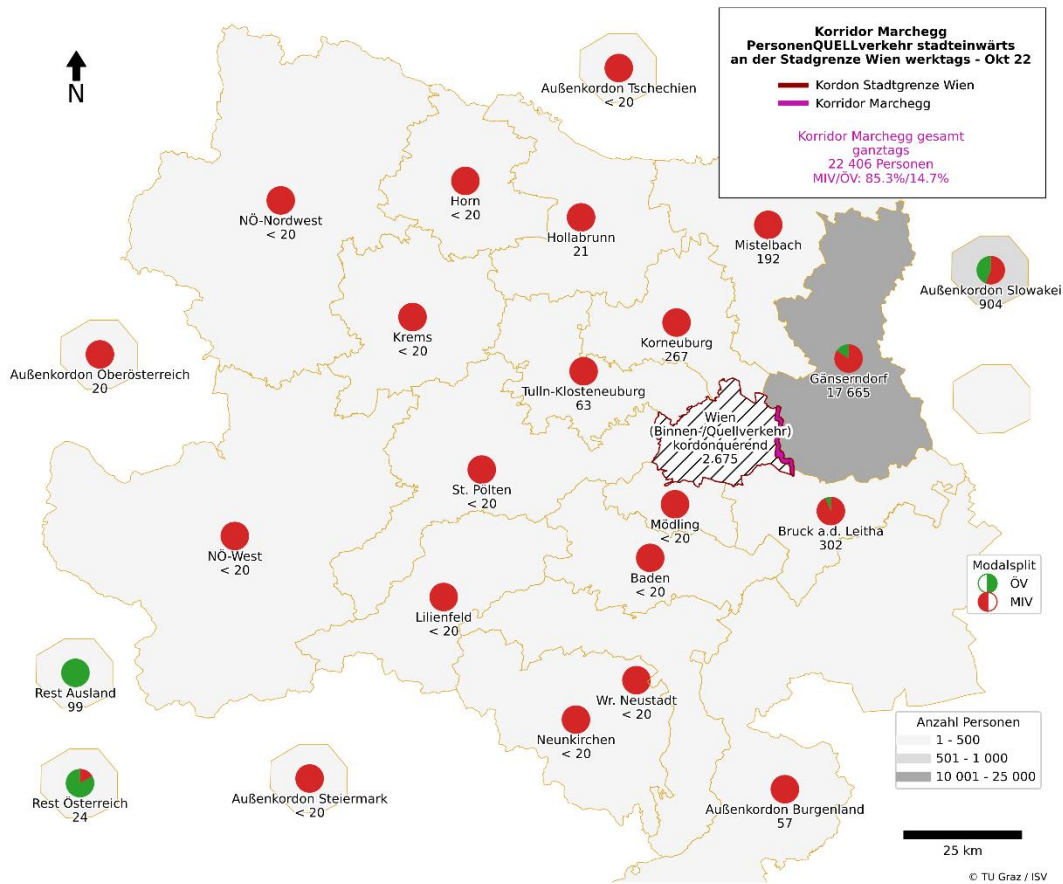 Korridor Marchegg
PersonenQUELLverkehr stadteinwärts
an der Stadgrenze Wien werktags - Okt 22
Kordon Stadtgrenze Wien
Korridor Marchegg
Korridor Marchegg gesamt
ganztags
22 406 Personen
MIV/ÖV: 85.3%/14.7%
N
Außenkordon Tschechien
< 20
NÖ-Nordwest
< 20
Horn
< 20
Hollabrunn
21
Mistelbach
192
Außenkordon Slowakei
904
Krems
< 20
Korneuburg
267
Außenkordon Oberösterreich
20
Tulln-Klosteneuburg
63
Gänserndorf
17 665
Wien
(Binnen-/Quellverkehr)
kordonquerend
2 675
St. Pölten
< 20
Mödling
< 20
Bruck a.d. Leitha
302
NÖ-West
< 20
Baden
< 20
Lilienfeld
< 20
Modalsplit
ÖV
MIV
Rest Ausland
99
Wr. Neustadt
< 20
Neunkirchen
< 20
Anzahl Personen
1 - 500
501 - 1 000
10 001 - 25 000
Rest Österreich
24
Außenkordon Steiermark
< 20
Außenkordon Burgenland
57
25 km
© TU Graz / ISV